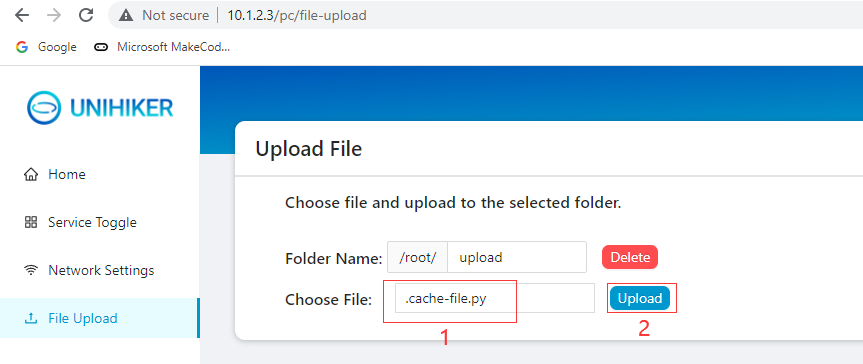 Not secure | 10.1.2.3/pc/file-upload
Google Microsoft MakeCod...
UNIHIKER
Upload File
Home
Choose file and upload to the selected folder.
Service Toggle
Folder Name: /root/ upload Delete
Network Settings
Choose File: .cache-file.py Upload
File Upload
1 2